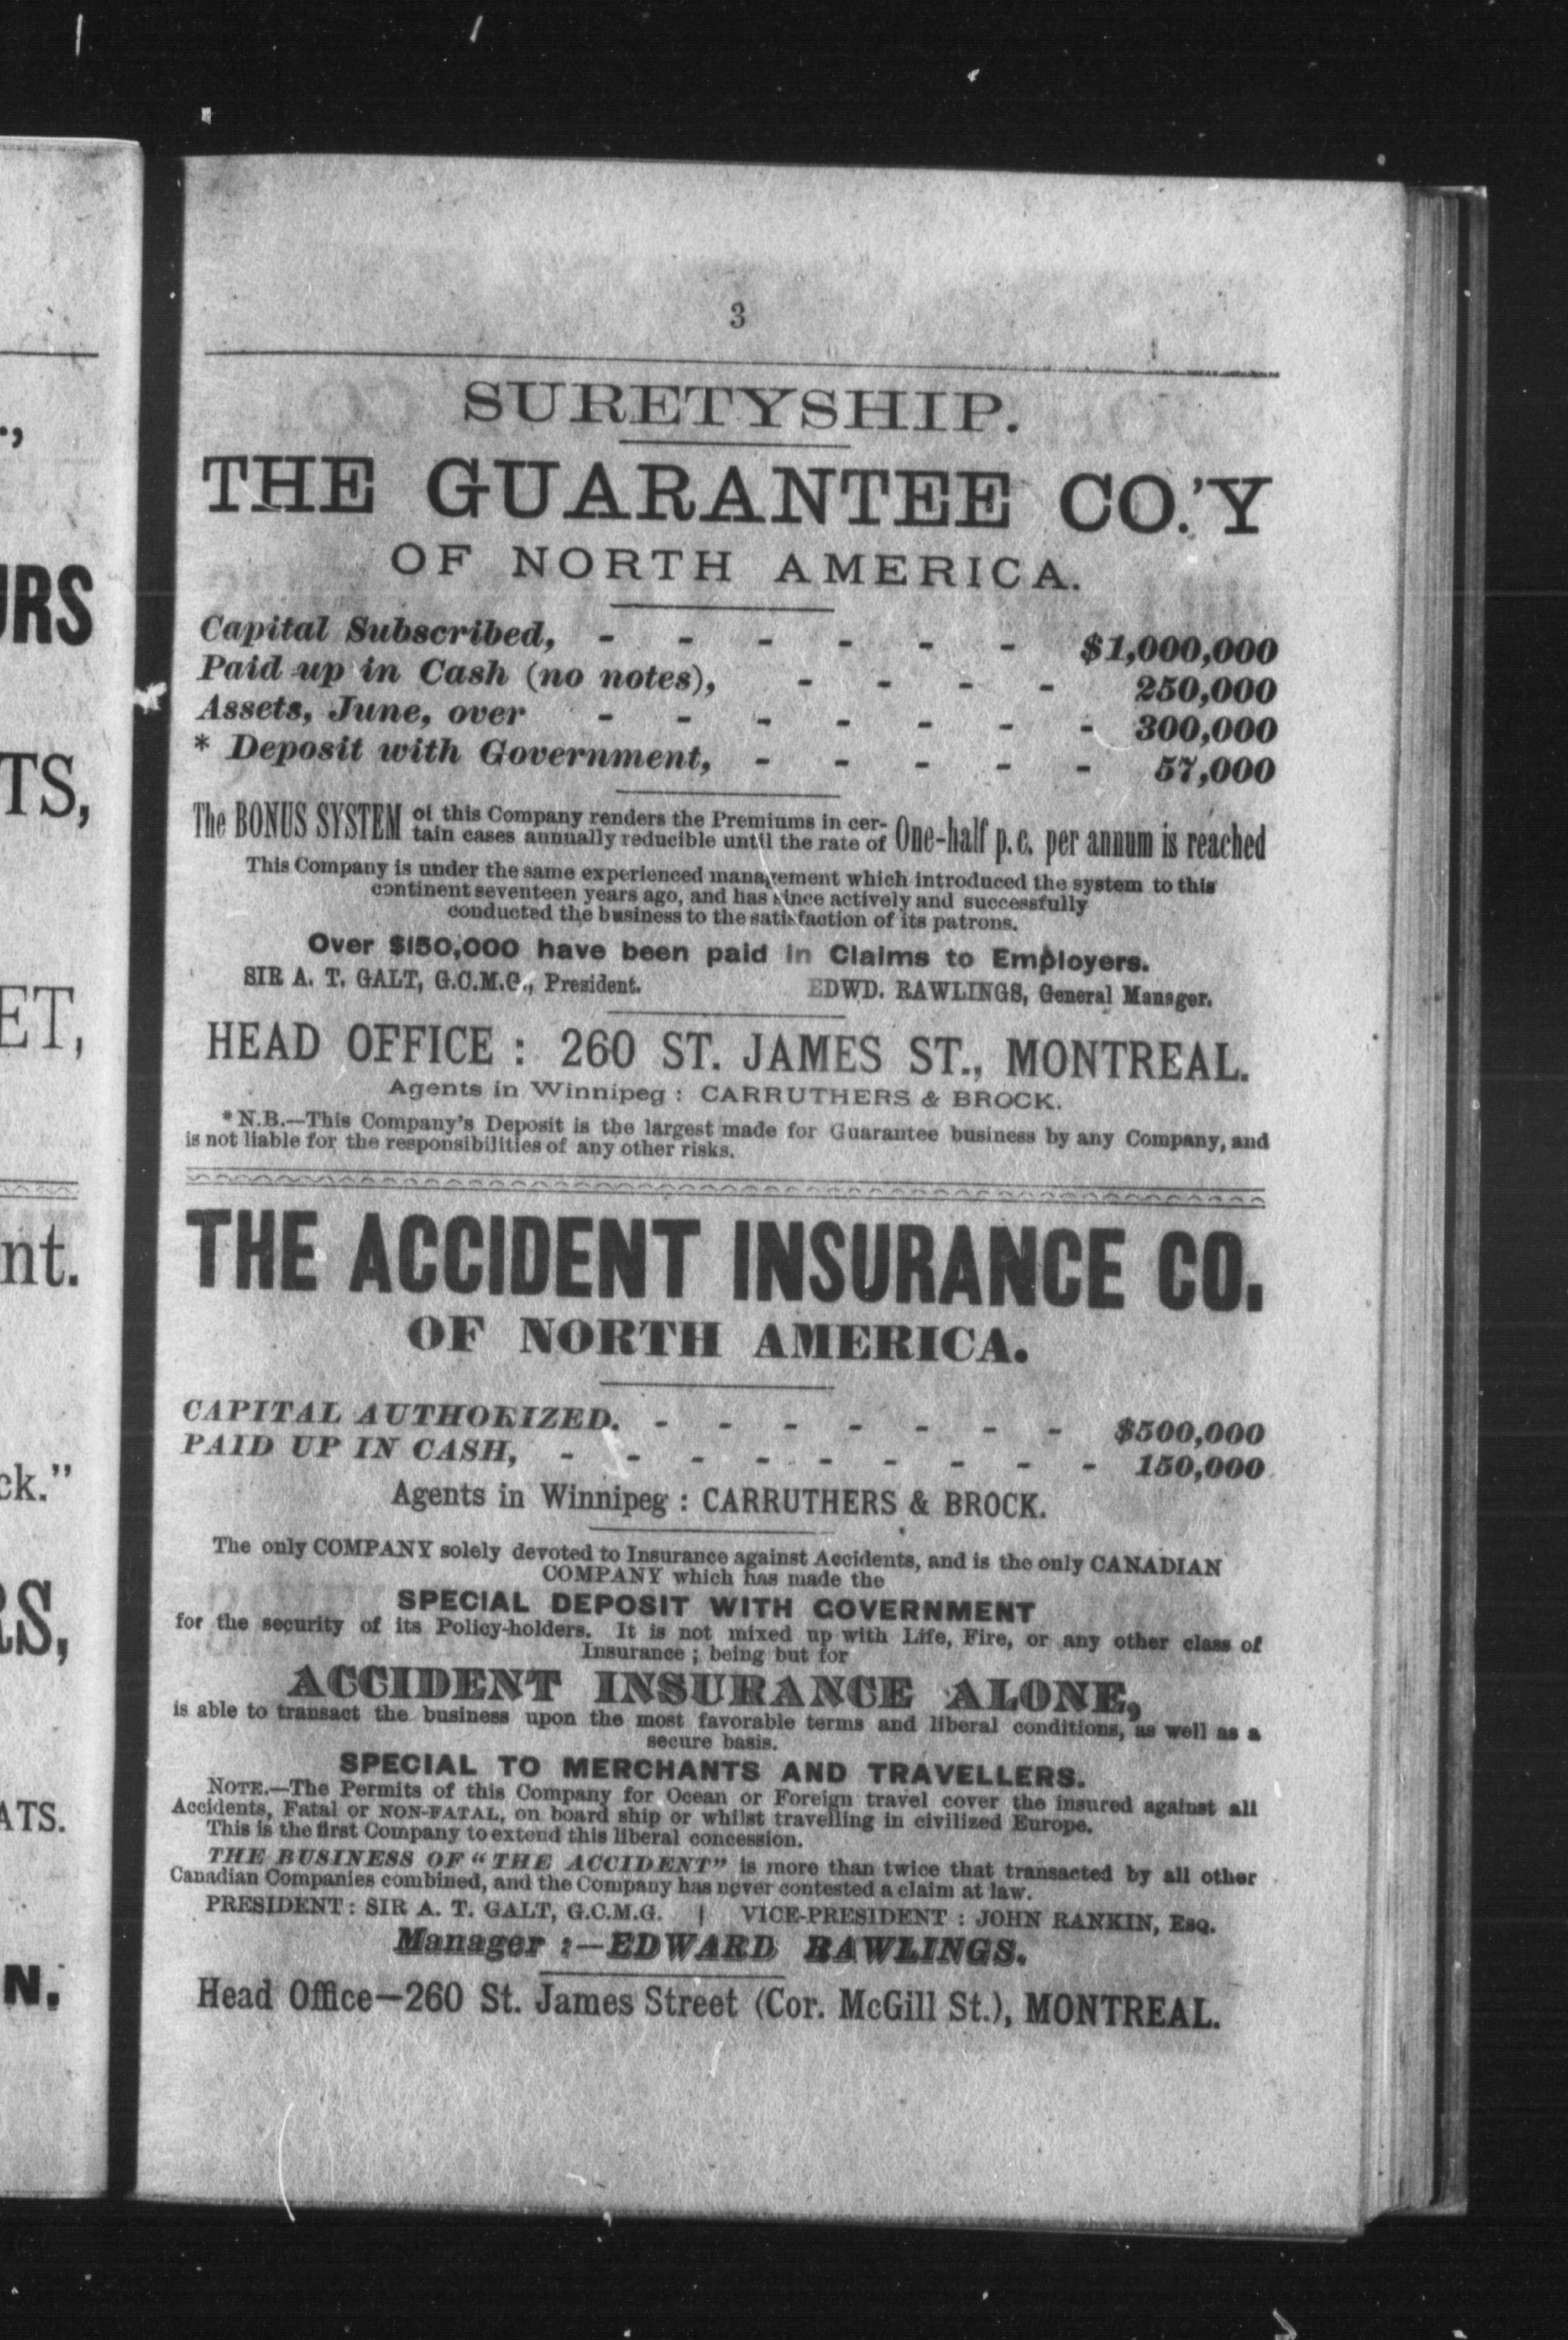 3
SURETYSHIP.
THE GUARANTEE CO.'Y
OF NORTH AMERICA.
Capital Subscribed, - - - - - - $1,000,000
Paid up in Cash (no notes), - - - - 250,000
Assets, June, over - - - - - - - 300,000
* Deposit with Government, - - - - - 57,000
The BONUS SYSTEM of this Company renders the Premiums in cer-
tain cases annually reducible until the rate of One-half p. c. per annum is reached
This Company is under the same experienced management which introduced the system to this
continent seventeen years ago, and has since actively and successfully
conducted the business to the satisfaction of its patrons.
Over $150,000 have been paid in Claims to Employers.
SIR A. T. GALT, G.C.M.G., President. EDWD. RAWLINGS, General Manager.
HEAD OFFICE : 260 ST. JAMES ST., MONTREAL.
Agents in Winnipeg : CARRUTHERS & BROCK.
*N.B.—This Company's Deposit is the largest made for Guarantee business by any Company, and
is not liable for the responsibilities of any other risks.
THE ACCIDENT INSURANCE CO.
OF NORTH AMERICA.
CAPITAL AUTHORIZED. - - - - - - - $500,000
PAID UP IN CASH, - - - - - - - - - 150,000
Agents in Winnipeg : CARRUTHERS & BROCK.
The only COMPANY solely devoted to Insurance against Accidents, and is the only CANADIAN
COMPANY which has made the
SPECIAL DEPOSIT WITH GOVERNMENT
for the security of its Policy-holders. It is not mixed up with Life, Fire, or any other class of
Insurance ; being but for
ACCIDENT INSURANCE ALONE,
is able to transact the business upon the most favorable terms and liberal conditions, as well as a
secure basis.
SPECIAL TO MERCHANTS AND TRAVELLERS.
NOTE.—The Permits of this Company for Ocean or Foreign travel cover the insured against all
Accidents, Fatal or NON-FATAL, on board ship or whilst travelling in civilized Europe.
This is the first Company to extend this liberal concession.
THE BUSINESS OF "THE ACCIDENT" is more than twice that transacted by all other
Canadian Companies combined, and the Company has never contested a claim at law.
PRESIDENT : SIR A. T. GALT, G.C.M.G. | VICE-PRESIDENT : JOHN RANKIN, ESQ.
Manager :—EDWARD RAWLINGS.
Head Office—260 St. James Street (Cor. McGill St.), MONTREAL.